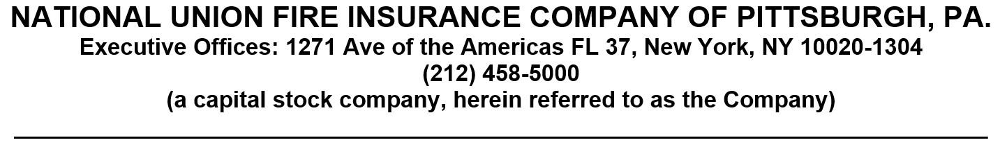 NATIONAL UNION FIRE INSURANCE COMPANY OF PITTSBURGH, PA.
Executive Offices: 1271 Ave of the Americas FL 37, New York, NY 10020-1304
(212) 458-5000
(a capital stock company, herein referred to as the Company)